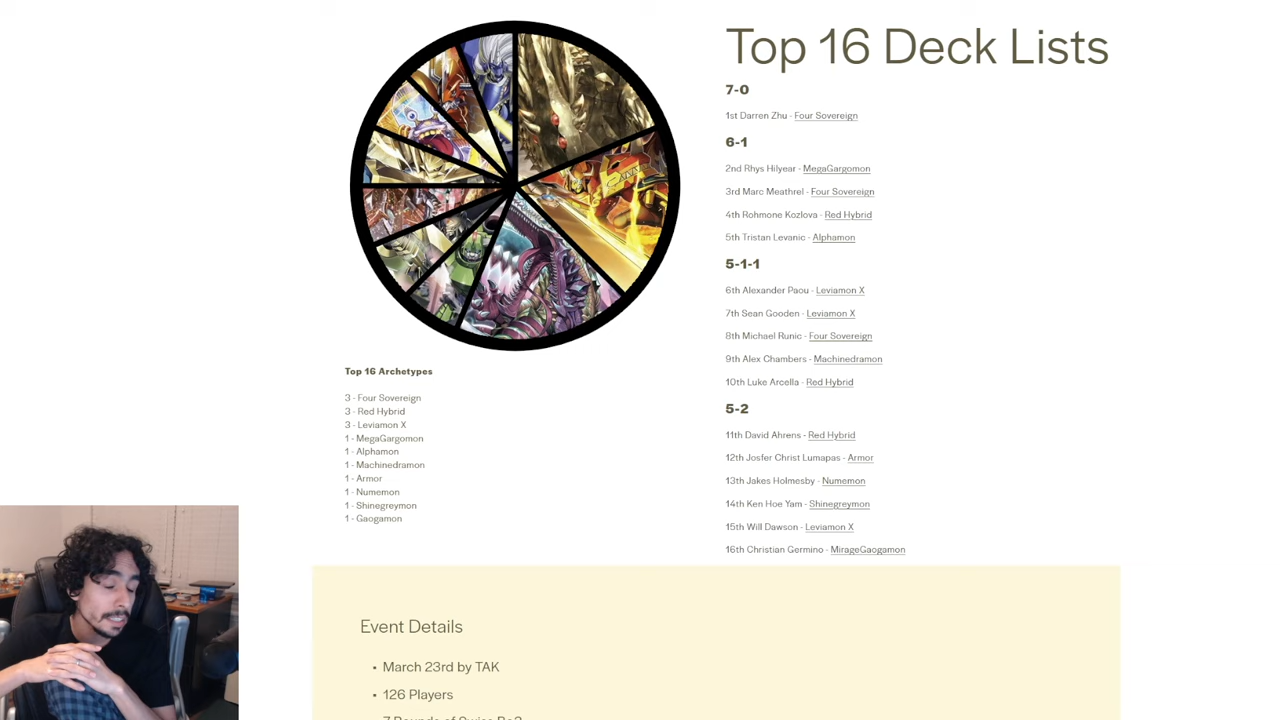 Top 16 Deck Lists
7-0
1st Darren Zhu - Four Sovereign
6-1
2nd Rhys Hilyear - MegaGargomon
3rd Marc Meathrel - Four Sovereign
4th Rohmone Kozlova - Red Hybrid
5th Tristan Levanic - Alphamon
5-1-1
6th Alexander Paou - Leviamon X
7th Sean Gooden - Leviamon X
8th Michael Runic - Four Sovereign
9th Alex Chambers - Machinedramon
10th Luke Arcella - Red Hybrid
5-2
11th David Ahrens - Red Hybrid
12th Josfer Christ Lumapas - Armor
13th Jakes Holmesby - Numemon
14th Ken Hoe Yam - Shinegreymon
15th Will Dawson - Leviamon X
16th Christian Germino - MirageGaogamon
Top 16 Archetypes
3 - Four Sovereign
3 - Red Hybrid
3 - Leviamon X
1 - MegaGargomon
1 - Alphamon
1 - Machinedramon
1 - Armor
1 - Numemon
1 - Shinegreymon
1 - Gaogamon
Event Details
• March 23rd by TAK
• 126 Players
• 7 Rounds of Swiss Bo3